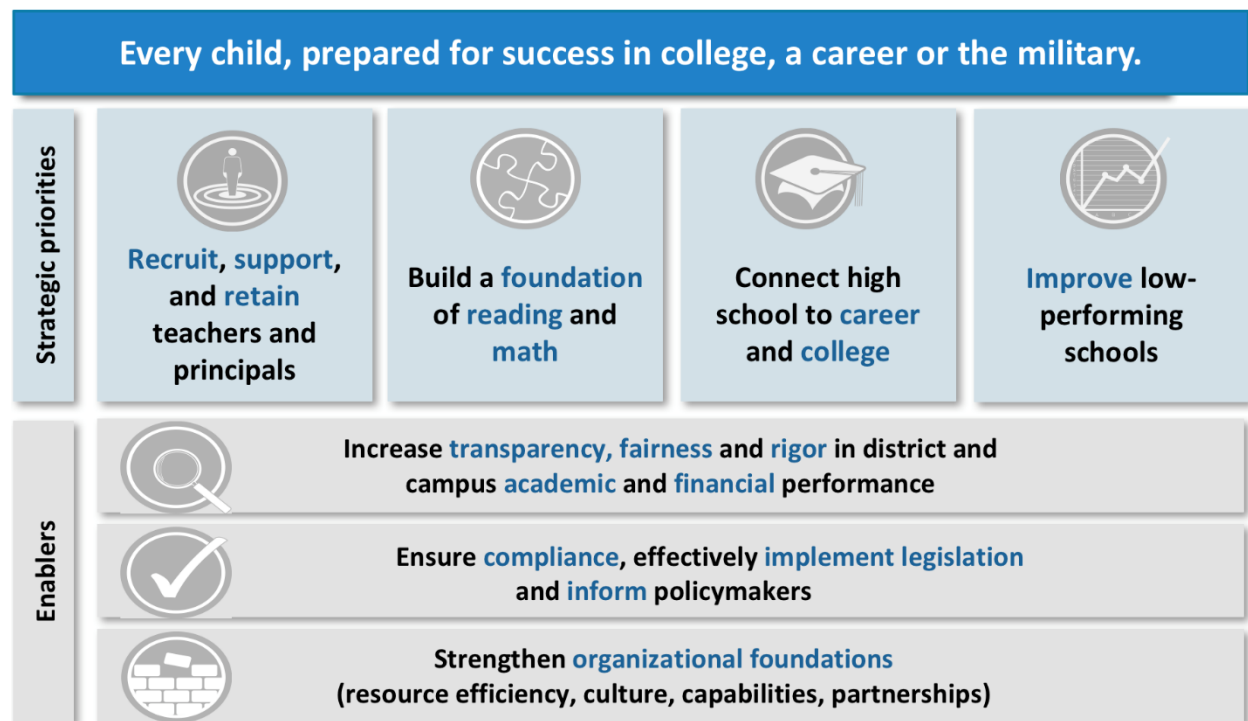 Every child, prepared for success in college, a career or the military.
Strategic priorities
Recruit, support,
and retain
teachers and
principals
Build a foundation
of reading and
math
Connect high
school to career
and college
Improve low-
performing
schools
Enablers
Increase transparency, fairness and rigor in district and
campus academic and financial performance
Ensure compliance, effectively implement legislation
and inform policymakers
Strengthen organizational foundations
(resource efficiency, culture, capabilities, partnerships)